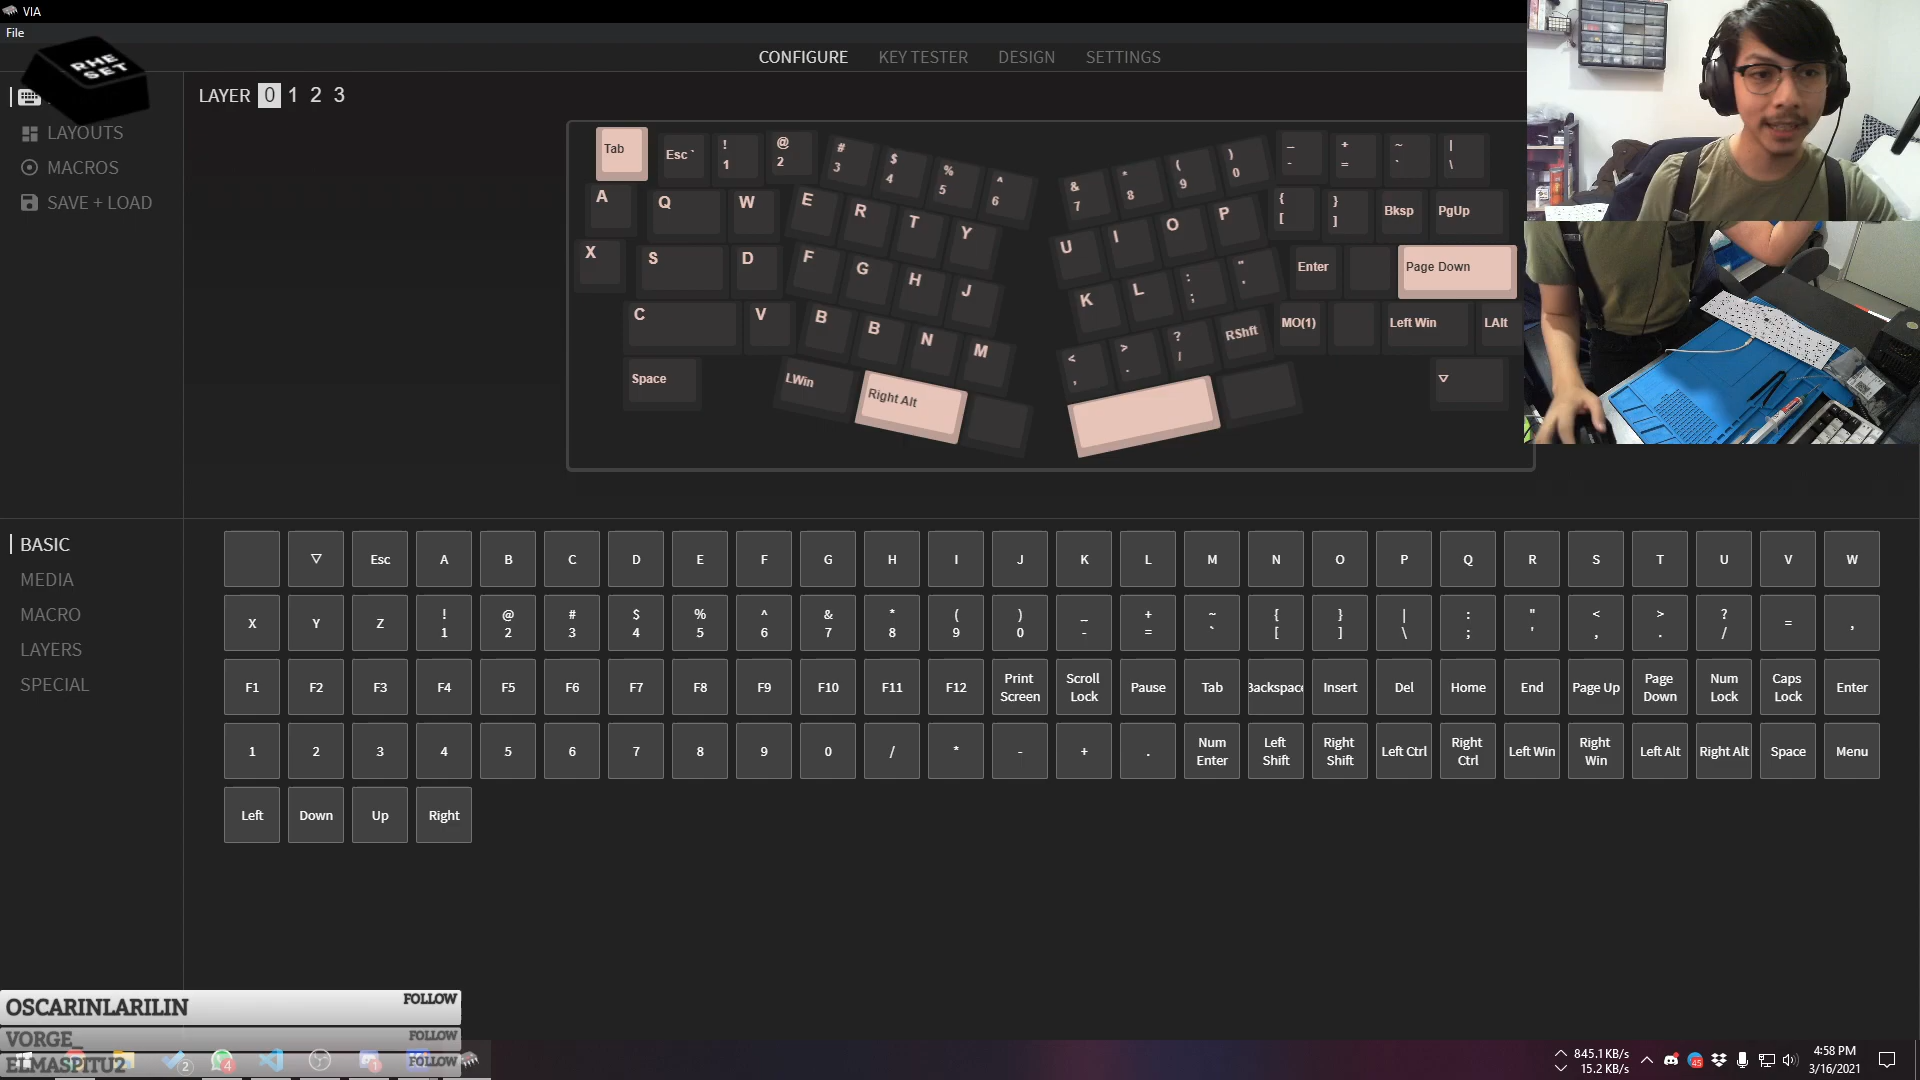 VIA
File
RHE
SET
CONFIGURE KEY TESTER DESIGN SETTINGS
LAYER 0 1 2 3
LAYOUTS
MACROS
SAVE + LOAD
Tab Esc ` ! 1 @ 2 # 3 $ 4 % 5 ^ 6 & 7 * 8 ( 9 ) 0 _ - + = ~ ` | \
A Q W E R T Y U I O P { [ } ] Bksp PgUp
X S D F G H J K L : ; " ' Enter Page Down
C V B B N M < , > . ? / RShft MO(1) Left Win LAlt
Space LWin Right Alt ▽
BASIC
MEDIA
MACRO
LAYERS
SPECIAL
▽ Esc A B C D E F G H I J K L M N O P Q R S T U V W
X Y Z ! 1 @ 2 # 3 $ 4 % 5 ^ 6 & 7 * 8 ( 9 ) 0 _ - + = ~ ` { [ } ] | \ : ; " ' < , > . ? / = ,
F1 F2 F3 F4 F5 F6 F7 F8 F9 F10 F11 F12 Print Screen Scroll Lock Pause Tab Backspace Insert Del Home End Page Up Page Down Num Lock Caps Lock Enter
1 2 3 4 5 6 7 8 9 0 / * - + . Num Enter Left Shift Right Shift Left Ctrl Right Ctrl Left Win Right Win Left Alt Right Alt Space Menu
Left Down Up Right
OSCARINLARILIN FOLLOW
VORGE_ FOLLOW
ELMASPITU2 FOLLOW
2 4 1
845.1 KB/s
15.2 KB/s
45
4:58 PM
3/16/2021